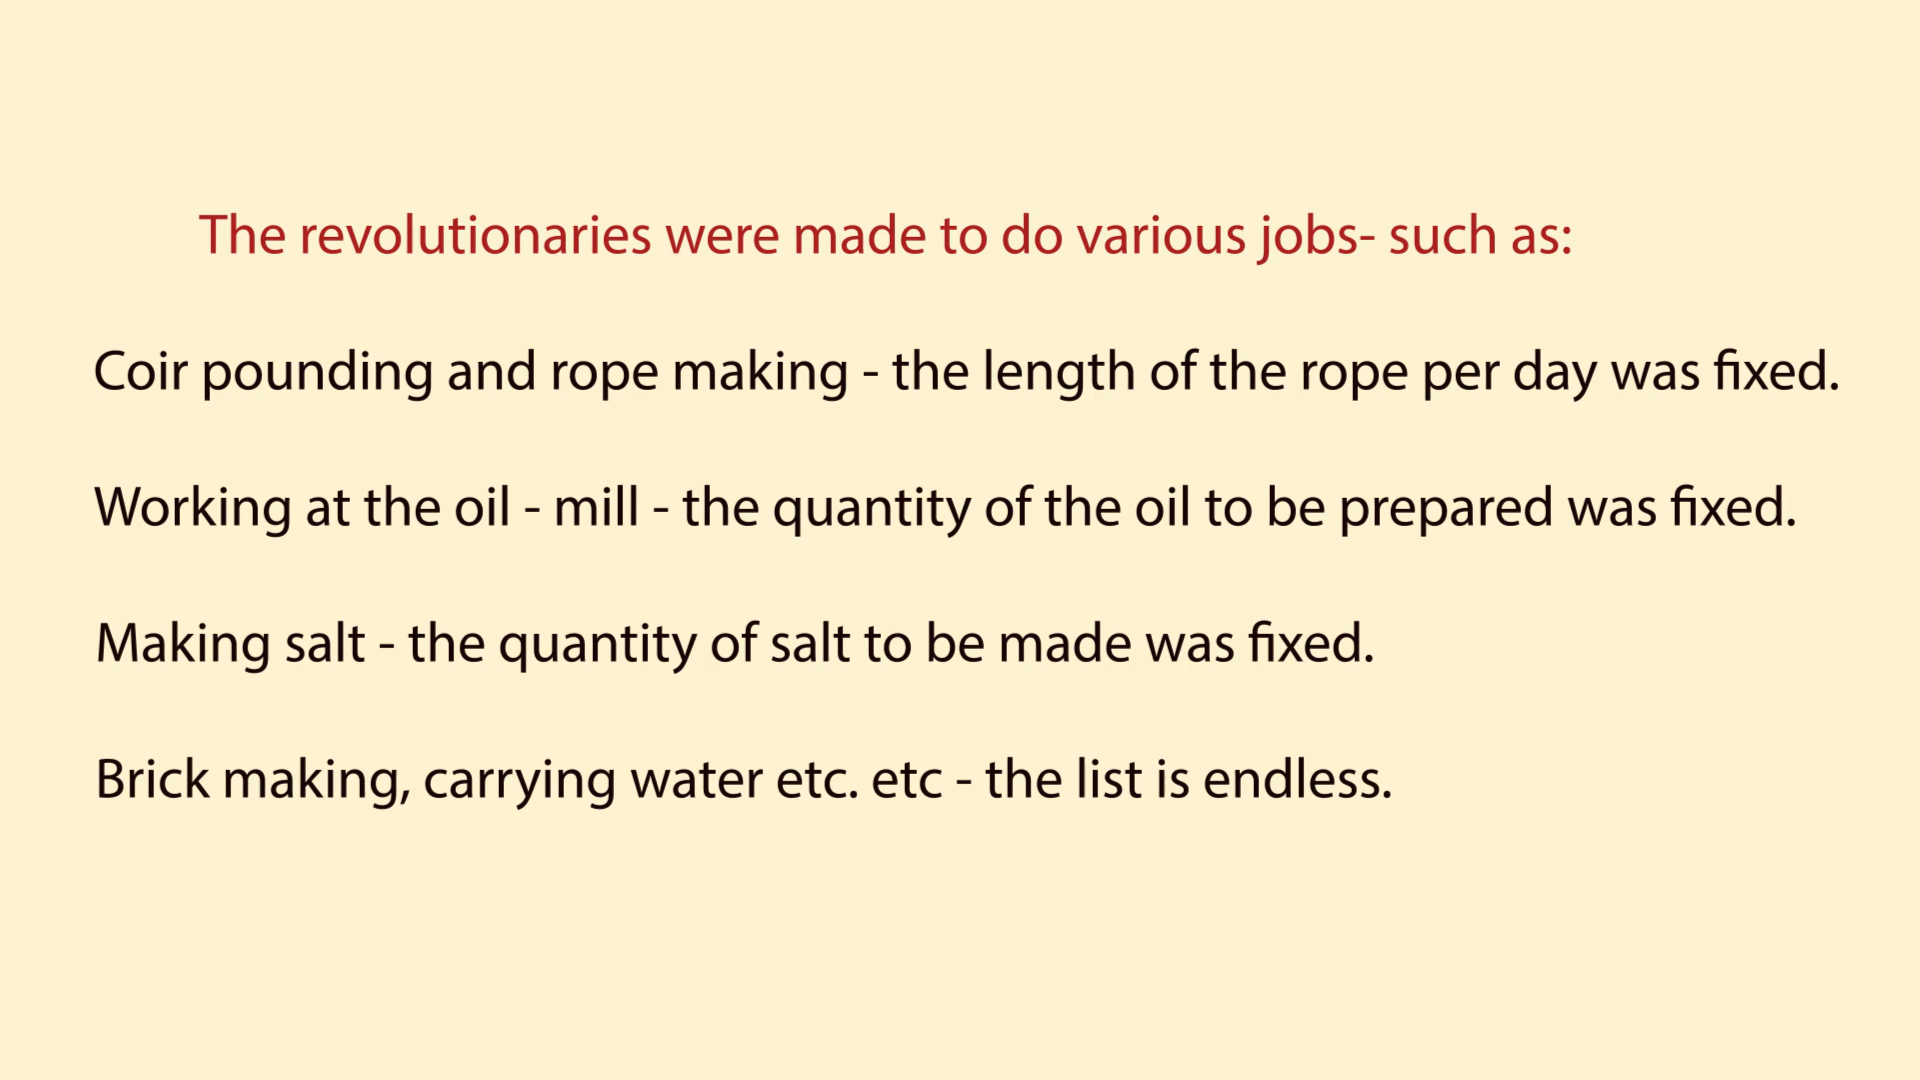 The revolutionaries were made to do various jobs- such as:
Coir pounding and rope making - the length of the rope per day was fixed.
Working at the oil - mill - the quantity of the oil to be prepared was fixed.
Making salt - the quantity of salt to be made was fixed.
Brick making, carrying water etc. etc - the list is endless.